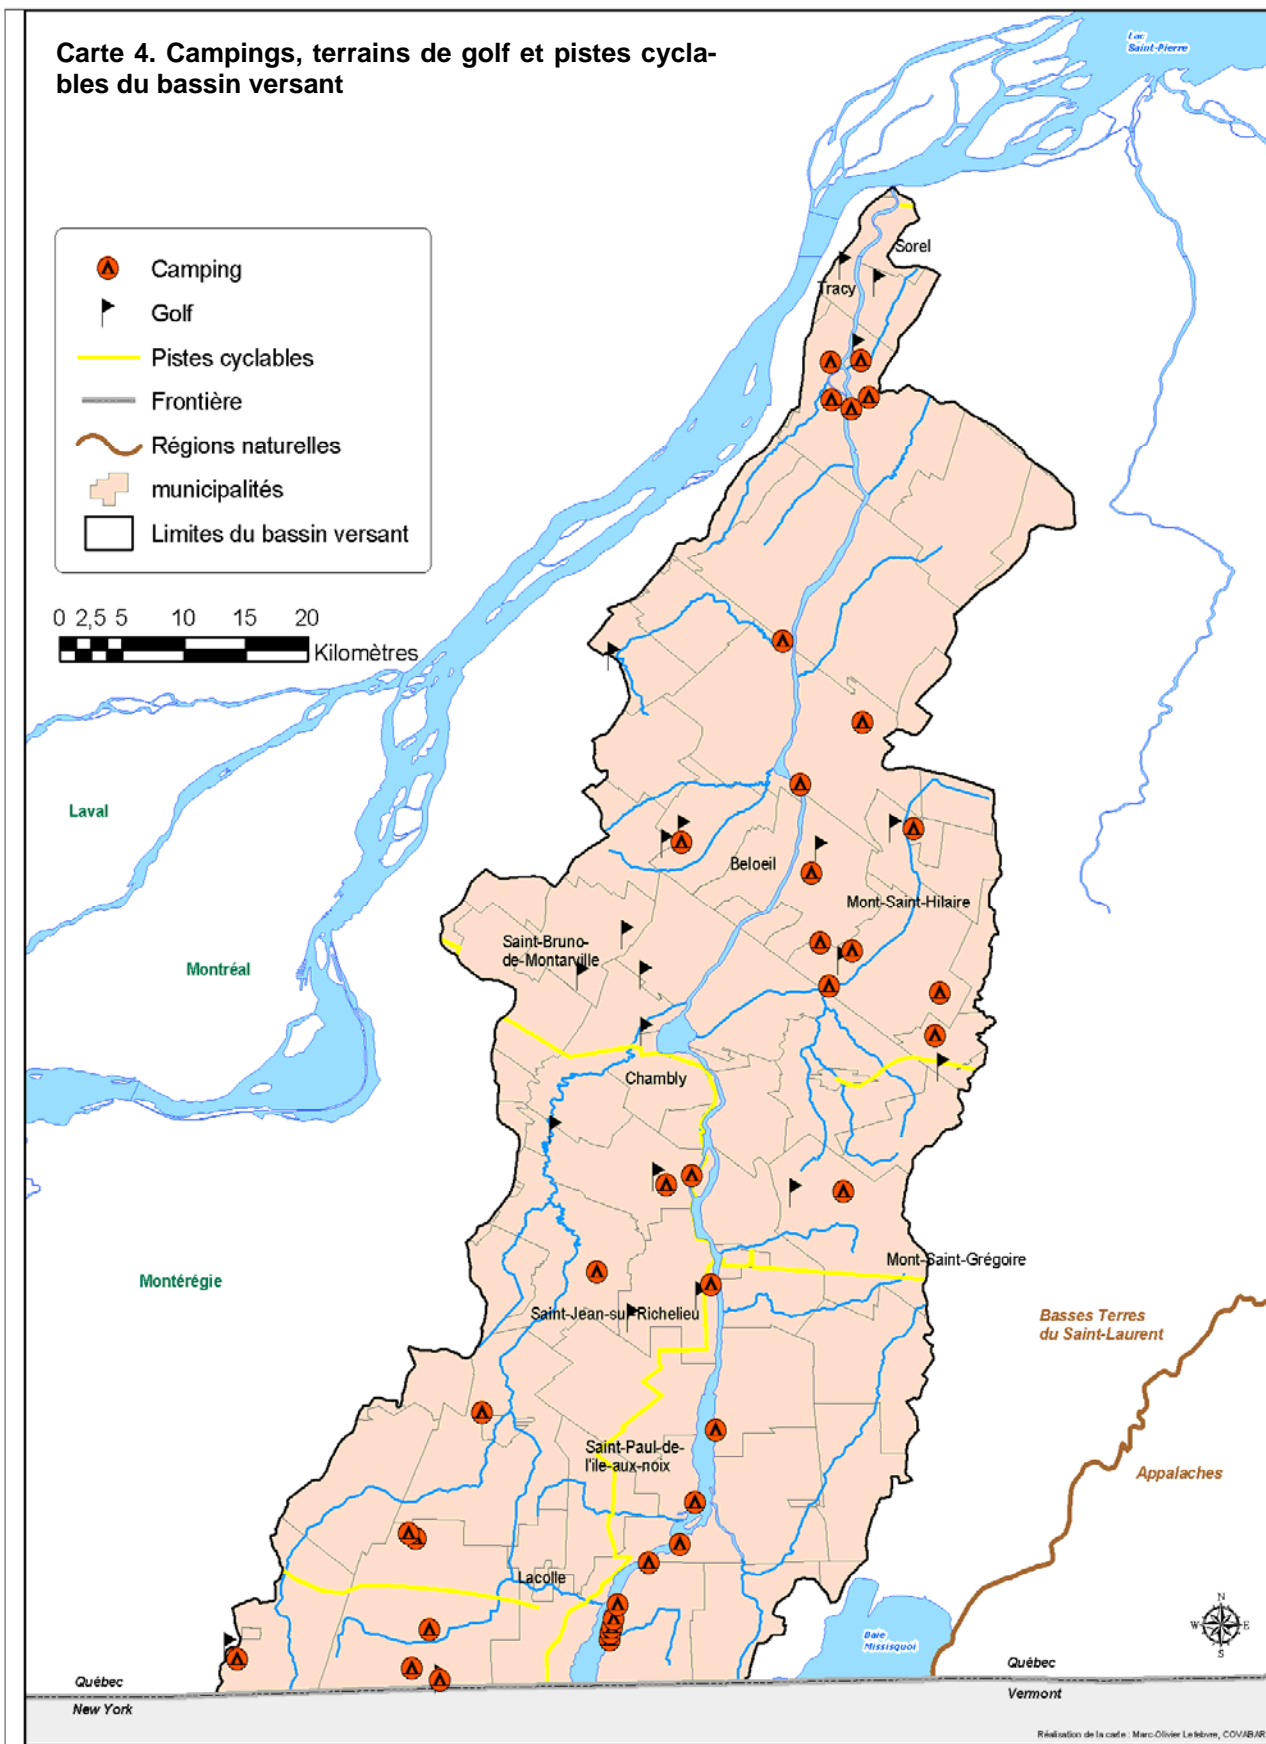 Carte 4. Campings, terrains de golf et pistes cycla-
bles du bassin versant
Lac
Saint-Pierre
Camping
Golf
Pistes cyclables
Frontière
Régions naturelles
municipalités
Limites du bassin versant
0 2,5 5 10 15 20
Kilomètres
Sorel
Tracy
Laval
Beloeil
Mont-Saint-Hilaire
Saint-Bruno-
de-Montarville
Montréal
Chambly
Mont-Saint-Grégoire
Montérégie
Saint-Jean-sur-Richelieu
Basses Terres
du Saint-Laurent
Saint-Paul-de-
l'ile-aux-noix
Appalaches
Lacolle
Baie
Missisquoi
N
W E
S
Québec
New York
Québec
Vermont
Réalisation de la carte : Marc-Olivier Lefebvre, COVABAR